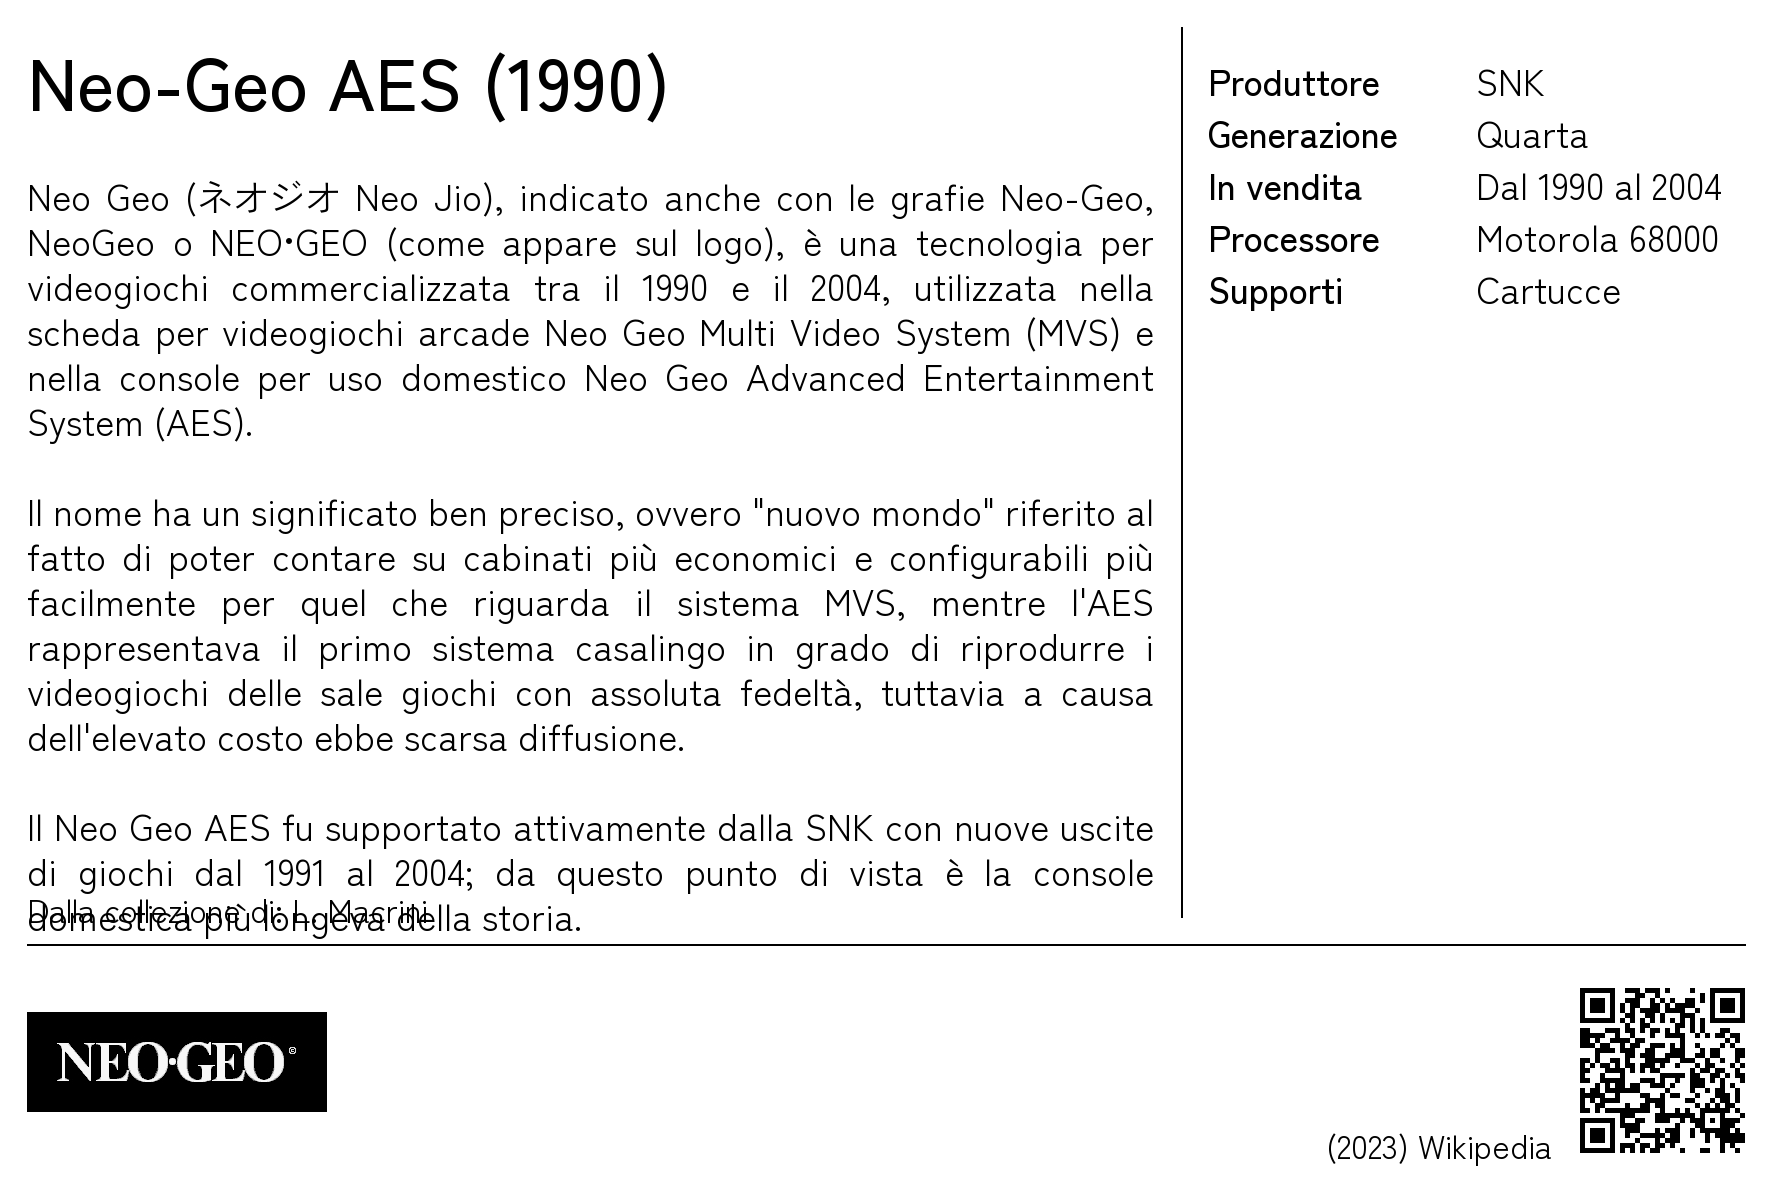 Neo-Geo AES (1990)
Neo Geo (ネオジオ Neo Jio), indicato anche con le grafie Neo-Geo,
NeoGeo o NEO•GEO (come appare sul logo), è una tecnologia per
videogiochi commercializzata tra il 1990 e il 2004, utilizzata nella
scheda per videogiochi arcade Neo Geo Multi Video System (MVS) e
nella console per uso domestico Neo Geo Advanced Entertainment
System (AES).
Il nome ha un significato ben preciso, ovvero "nuovo mondo" riferito al
fatto di poter contare su cabinati più economici e configurabili più
facilmente per quel che riguarda il sistema MVS, mentre l'AES
rappresentava il primo sistema casalingo in grado di riprodurre i
videogiochi delle sale giochi con assoluta fedeltà, tuttavia a causa
dell'elevato costo ebbe scarsa diffusione.
Il Neo Geo AES fu supportato attivamente dalla SNK con nuove uscite
di giochi dal 1991 al 2004; da questo punto di vista è la console
domestica più longeva della storia.
Dalla collezione di: L. Macrini
Produttore SNK
Generazione Quarta
In vendita Dal 1990 al 2004
Processore Motorola 68000
Supporti Cartucce
NEO·GEO©
(2023) Wikipedia